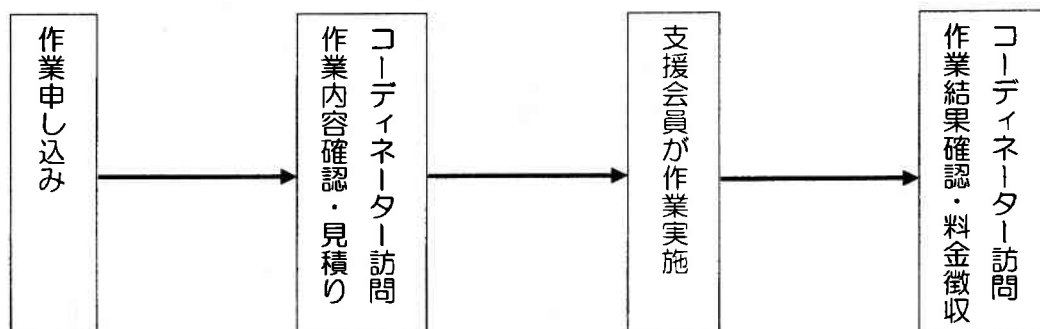 作業申し込み
コーディネーター訪問
作業内容確認・見積り
支援会員が作業実施
コーディネーター訪問
作業結果確認・料金徴収